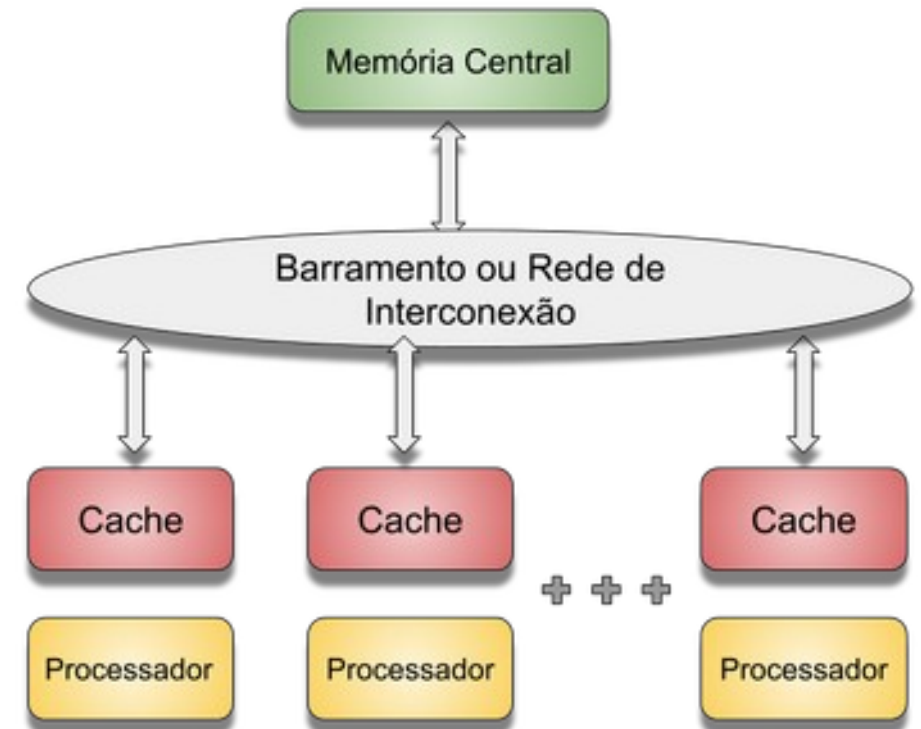 Memória Central
Barramento ou Rede de
Interconexão
Cache
Cache
Cache
Processador
Processador
Processador